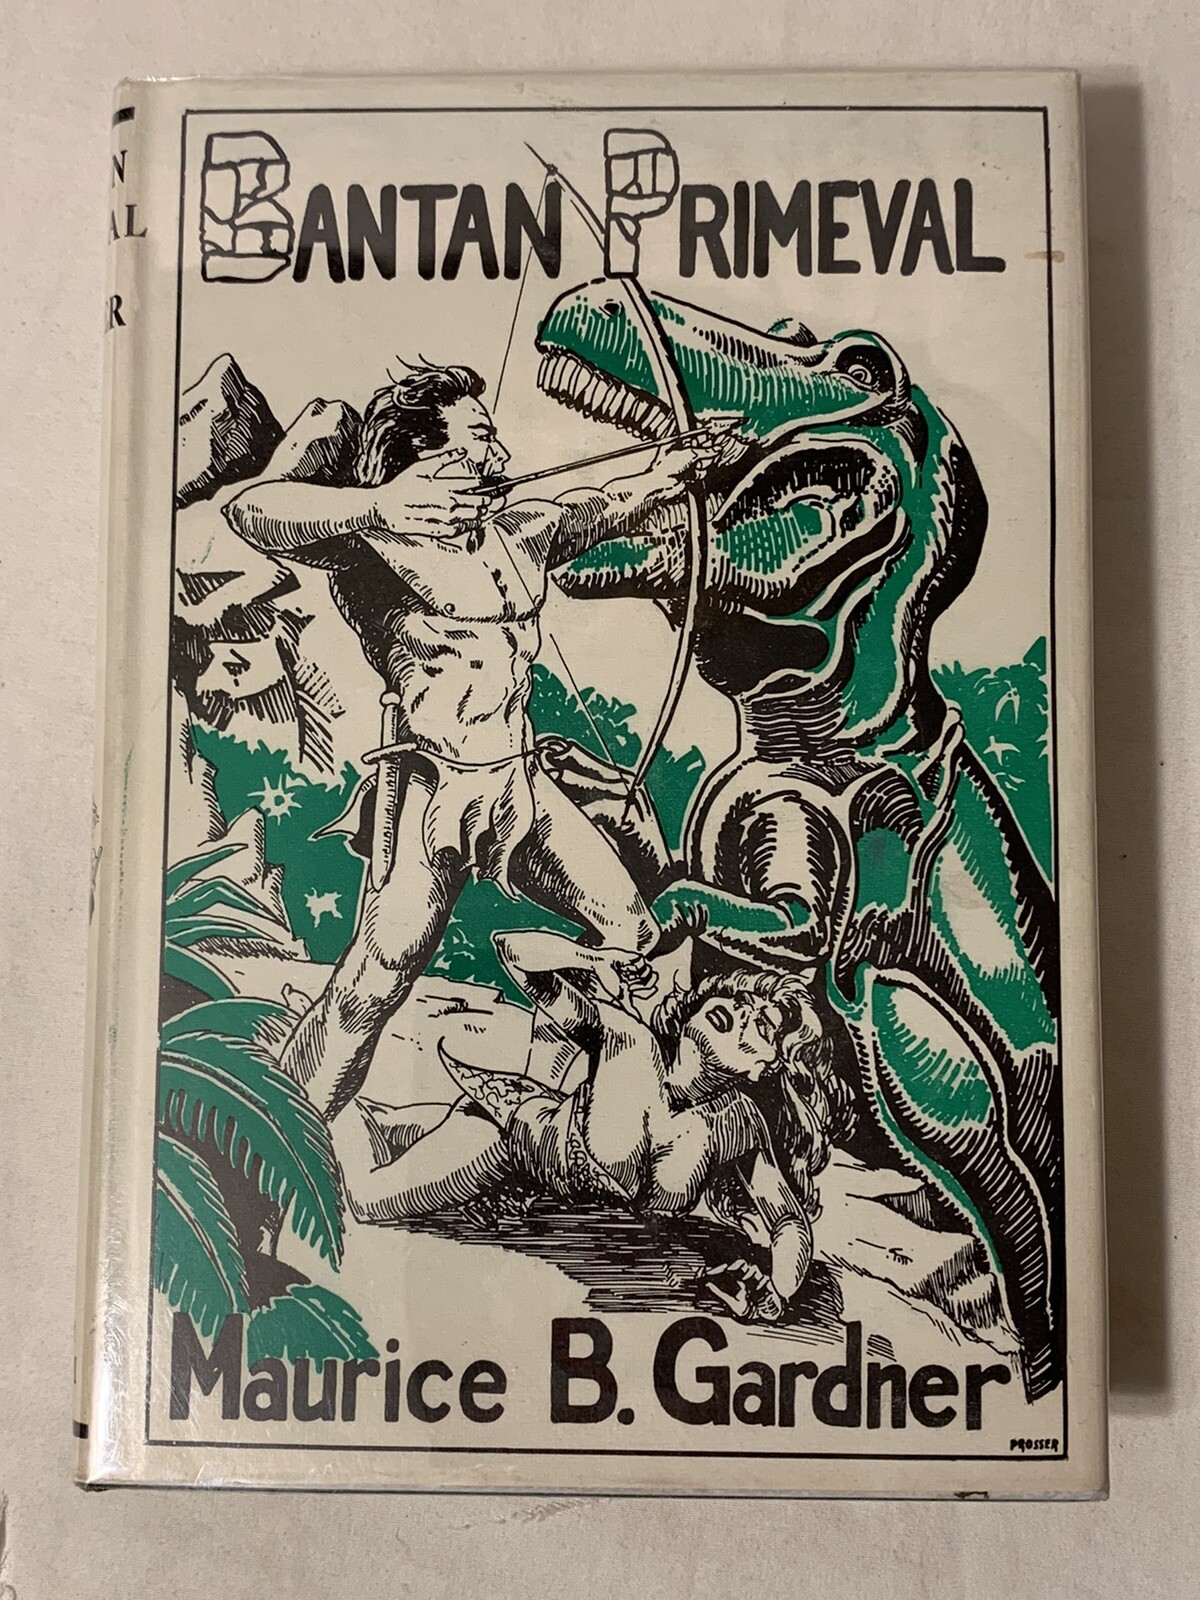 BANTAN PRIMEVAL
Maurice B. Gardner
PROSSER